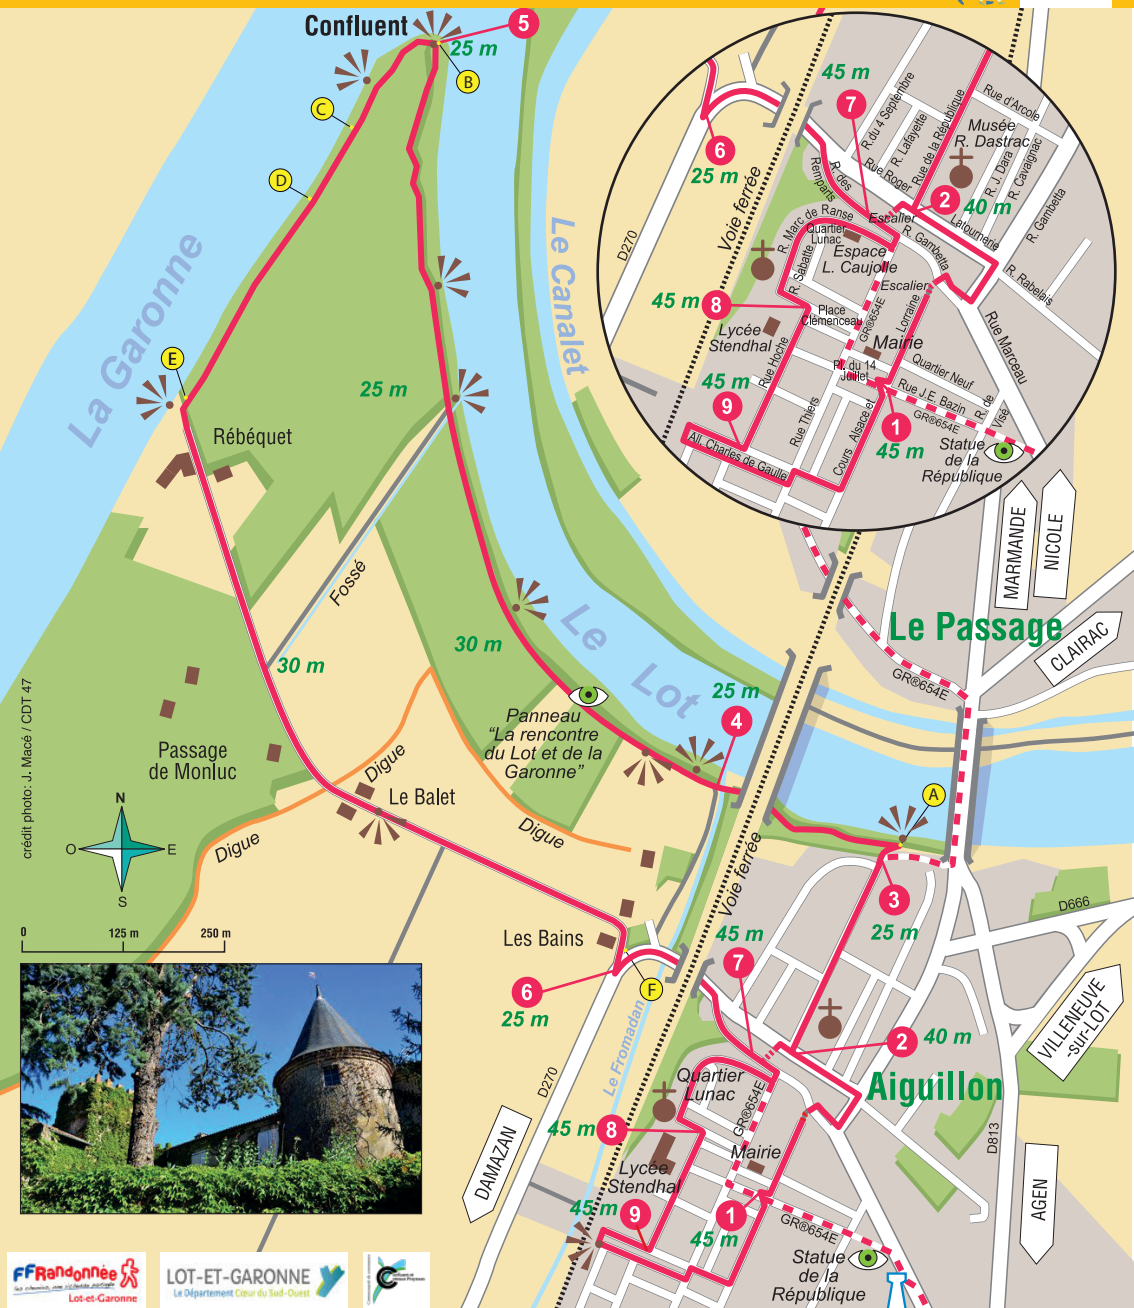 Confluent
5
25 m
B
C
D
La Garonne
Le Canalet
25 m
E
Rébéquet
Fossé
Le Lot
30 m
30 m
25 m
4
Panneau
"La rencontre
du Lot et de la
Garonne"
Passage
de Monluc
Digue
Le Balet
Digue
Digue
crédit photo: J. Macé / CDT 47
N
O
E
S
0
125 m
250 m
Les Bains
6
25 m
F
D270
Le Fromadan
DAMAZAN
Voie ferrée
45 m
7
A
3
25 m
2
40 m
Aiguillon
Quartier
Lunac
GR®654E
45 m
8
Mairie
Lycée
Stendhal
45 m
9
1
45 m
GR®654E
Statue
de la
République
D666
VILLENEUVE
-sur-LOT
D813
AGEN
Le Passage
GR®654E
MARMANDE
NICOLE
CLAIRAC
45 m
7
6
25 m
D270
Voie ferrée
R.du 4 Septembre
R. Lafayette
Rue Roger
Rue de la République
Rue d'Arcole
Musée
R. Dastrac
R. J. Dara
R. Cavaignac
R. Gambetta
R. des
Remparts
2
40 m
Escalier
Latournerie
R. Gambetta
R. Rabelais
R. Marc de Ranse
Quartier
Lunac
Espace
L. Caujolle
R. Sabatte
Escalier
45 m
8
Place
Clémenceau
GR®654E
Lorraine
Rue Marceau
Lycée
Stendhal
Mairie
Rue Hoche
Pl. du 14
Juillet
Quartier Neuf
Rue J.E. Bazin
R. de
Visé
45 m
9
Rue Thiers
Cours Alsace et
1
45 m
GR®654E
All. Charles de Gaulle
Statue
de la
République
FFRandonnée
Lot-et-Garonne
LOT-ET-GARONNE
Le Département Cœur du Sud-Ouest